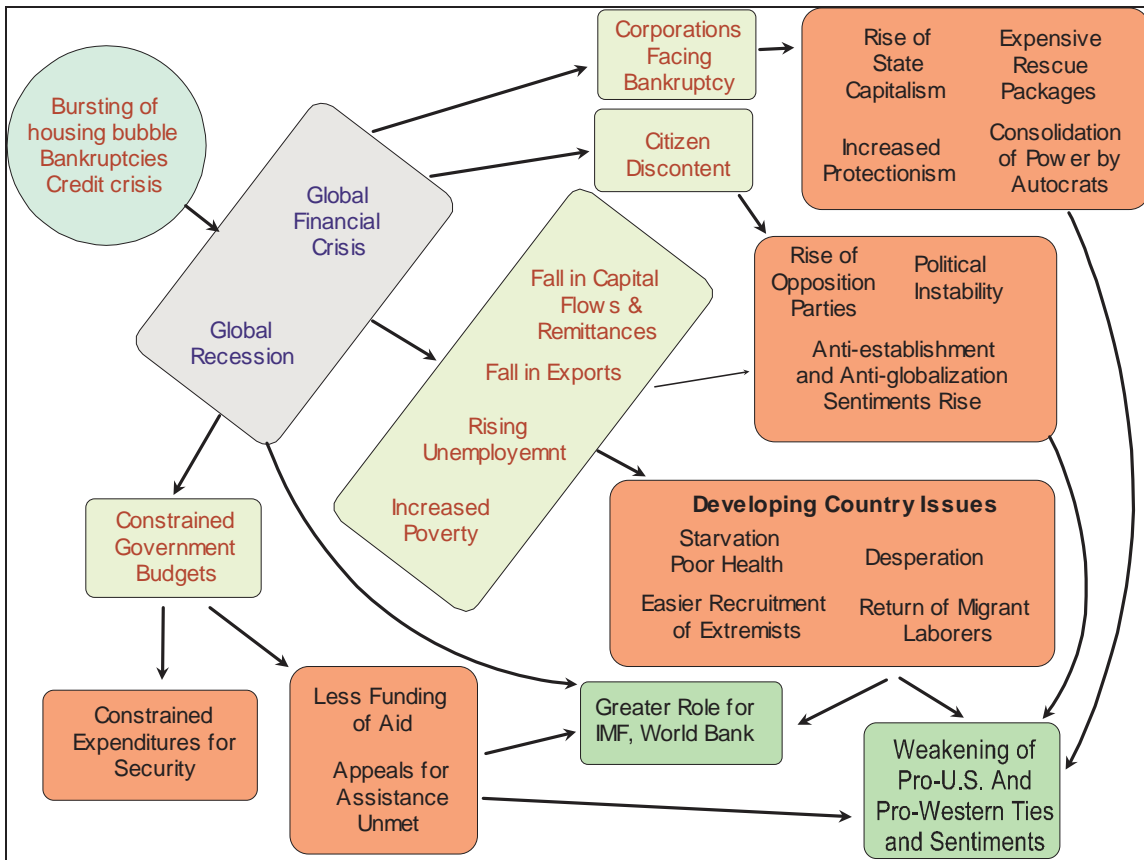 Bursting of
housing bubble
Bankruptcies
Credit crisis
Global
Financial
Crisis
Global
Recession
Corporations
Facing
Bankruptcy
Citizen
Discontent
Rise of
State
Capitalism
Expensive
Rescue
Packages
Increased
Protectionism
Consolidation
of Power by
Autocrats
Fall in Capital
Flows &
Remittances
Fall in Exports
Rising
Unemployemnt
Increased
Poverty
Rise of
Opposition
Parties
Political
Instability
Anti-establishment
and Anti-globalization
Sentiments Rise
Developing Country Issues
Starvation
Poor Health
Desperation
Easier Recruitment
of Extremists
Return of Migrant
Laborers
Constrained
Government
Budgets
Constrained
Expenditures for
Security
Less Funding
of Aid
Appeals for
Assistance
Unmet
Greater Role for
IMF, World Bank
Weakening of
Pro-U.S. And
Pro-Western Ties
and Sentiments